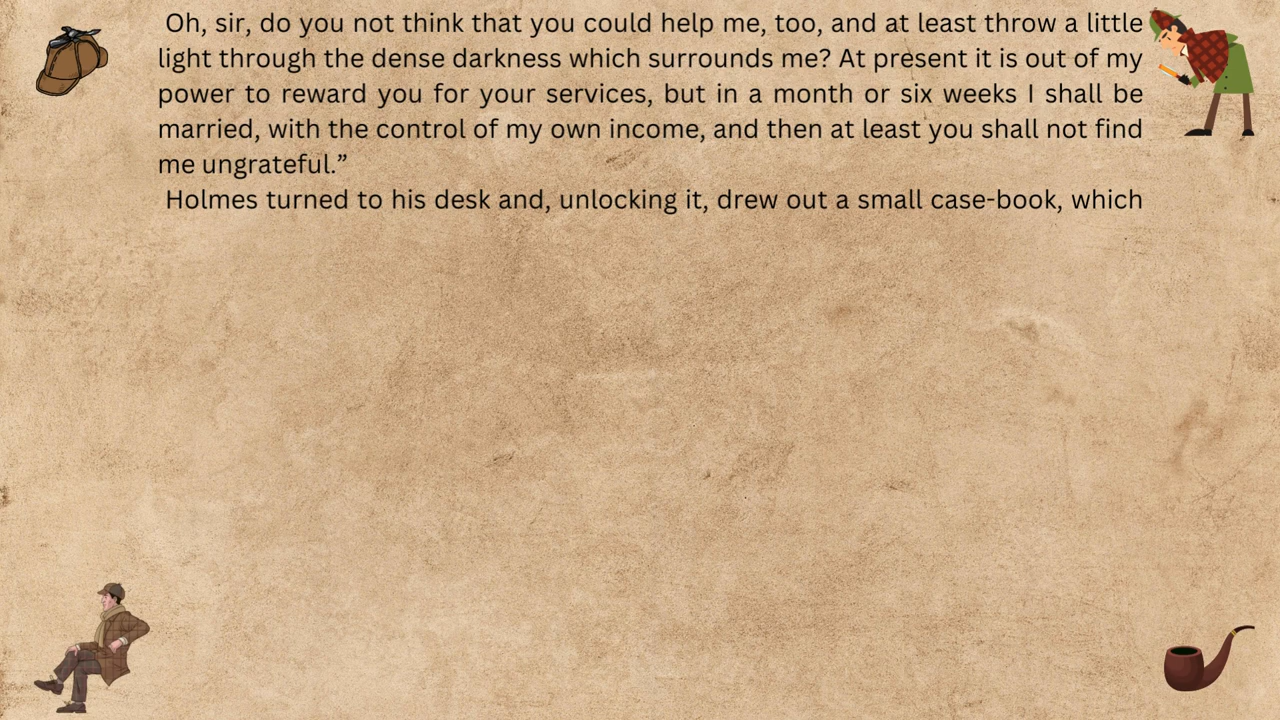 Oh, sir, do you not think that you could help me, too, and at least throw a little
light through the dense darkness which surrounds me? At present it is out of my
power to reward you for your services, but in a month or six weeks I shall be
married, with the control of my own income, and then at least you shall not find
me ungrateful.”
Holmes turned to his desk and, unlocking it, drew out a small case-book, which